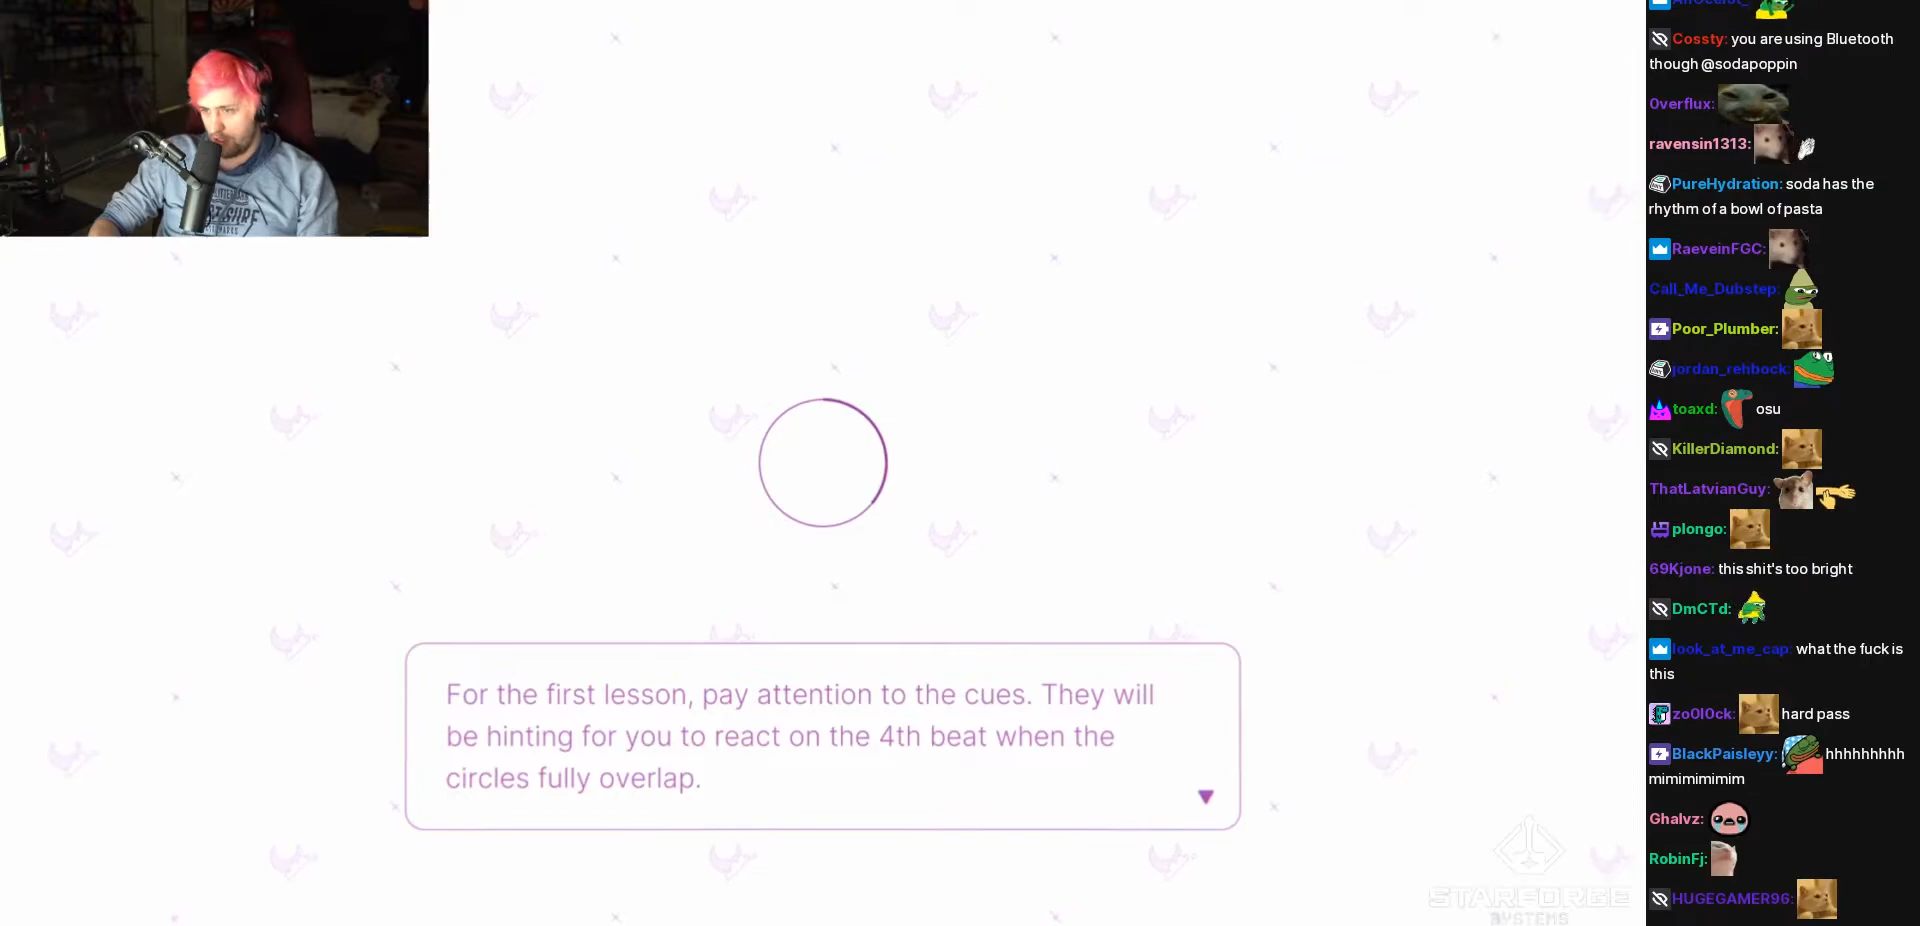 Cossty: you are using Bluetooth
though @sodapoppin
0verflux:
ravensin1313:
PureHydration: soda has the
rhythm of a bowl of pasta
RaeveinFGC:
Call_Me_Dubstep:
Poor_Plumber:
jordan_rehbock:
toaxd: osu
KillerDiamond:
ThatLatvianGuy:
plongo:
69Kjone: this shit's too bright
DmCTd:
look_at_me_cap: what the fuck is
this
zo0l0ck: hard pass
BlackPaisleyy: hhhhhhhhh
mimimimimim
Ghalvz:
RobinFj:
HUGEGAMER96:
For the first lesson, pay attention to the cues. They will
be hinting for you to react on the 4th beat when the
circles fully overlap.
STARFORGE
SYSTEMS